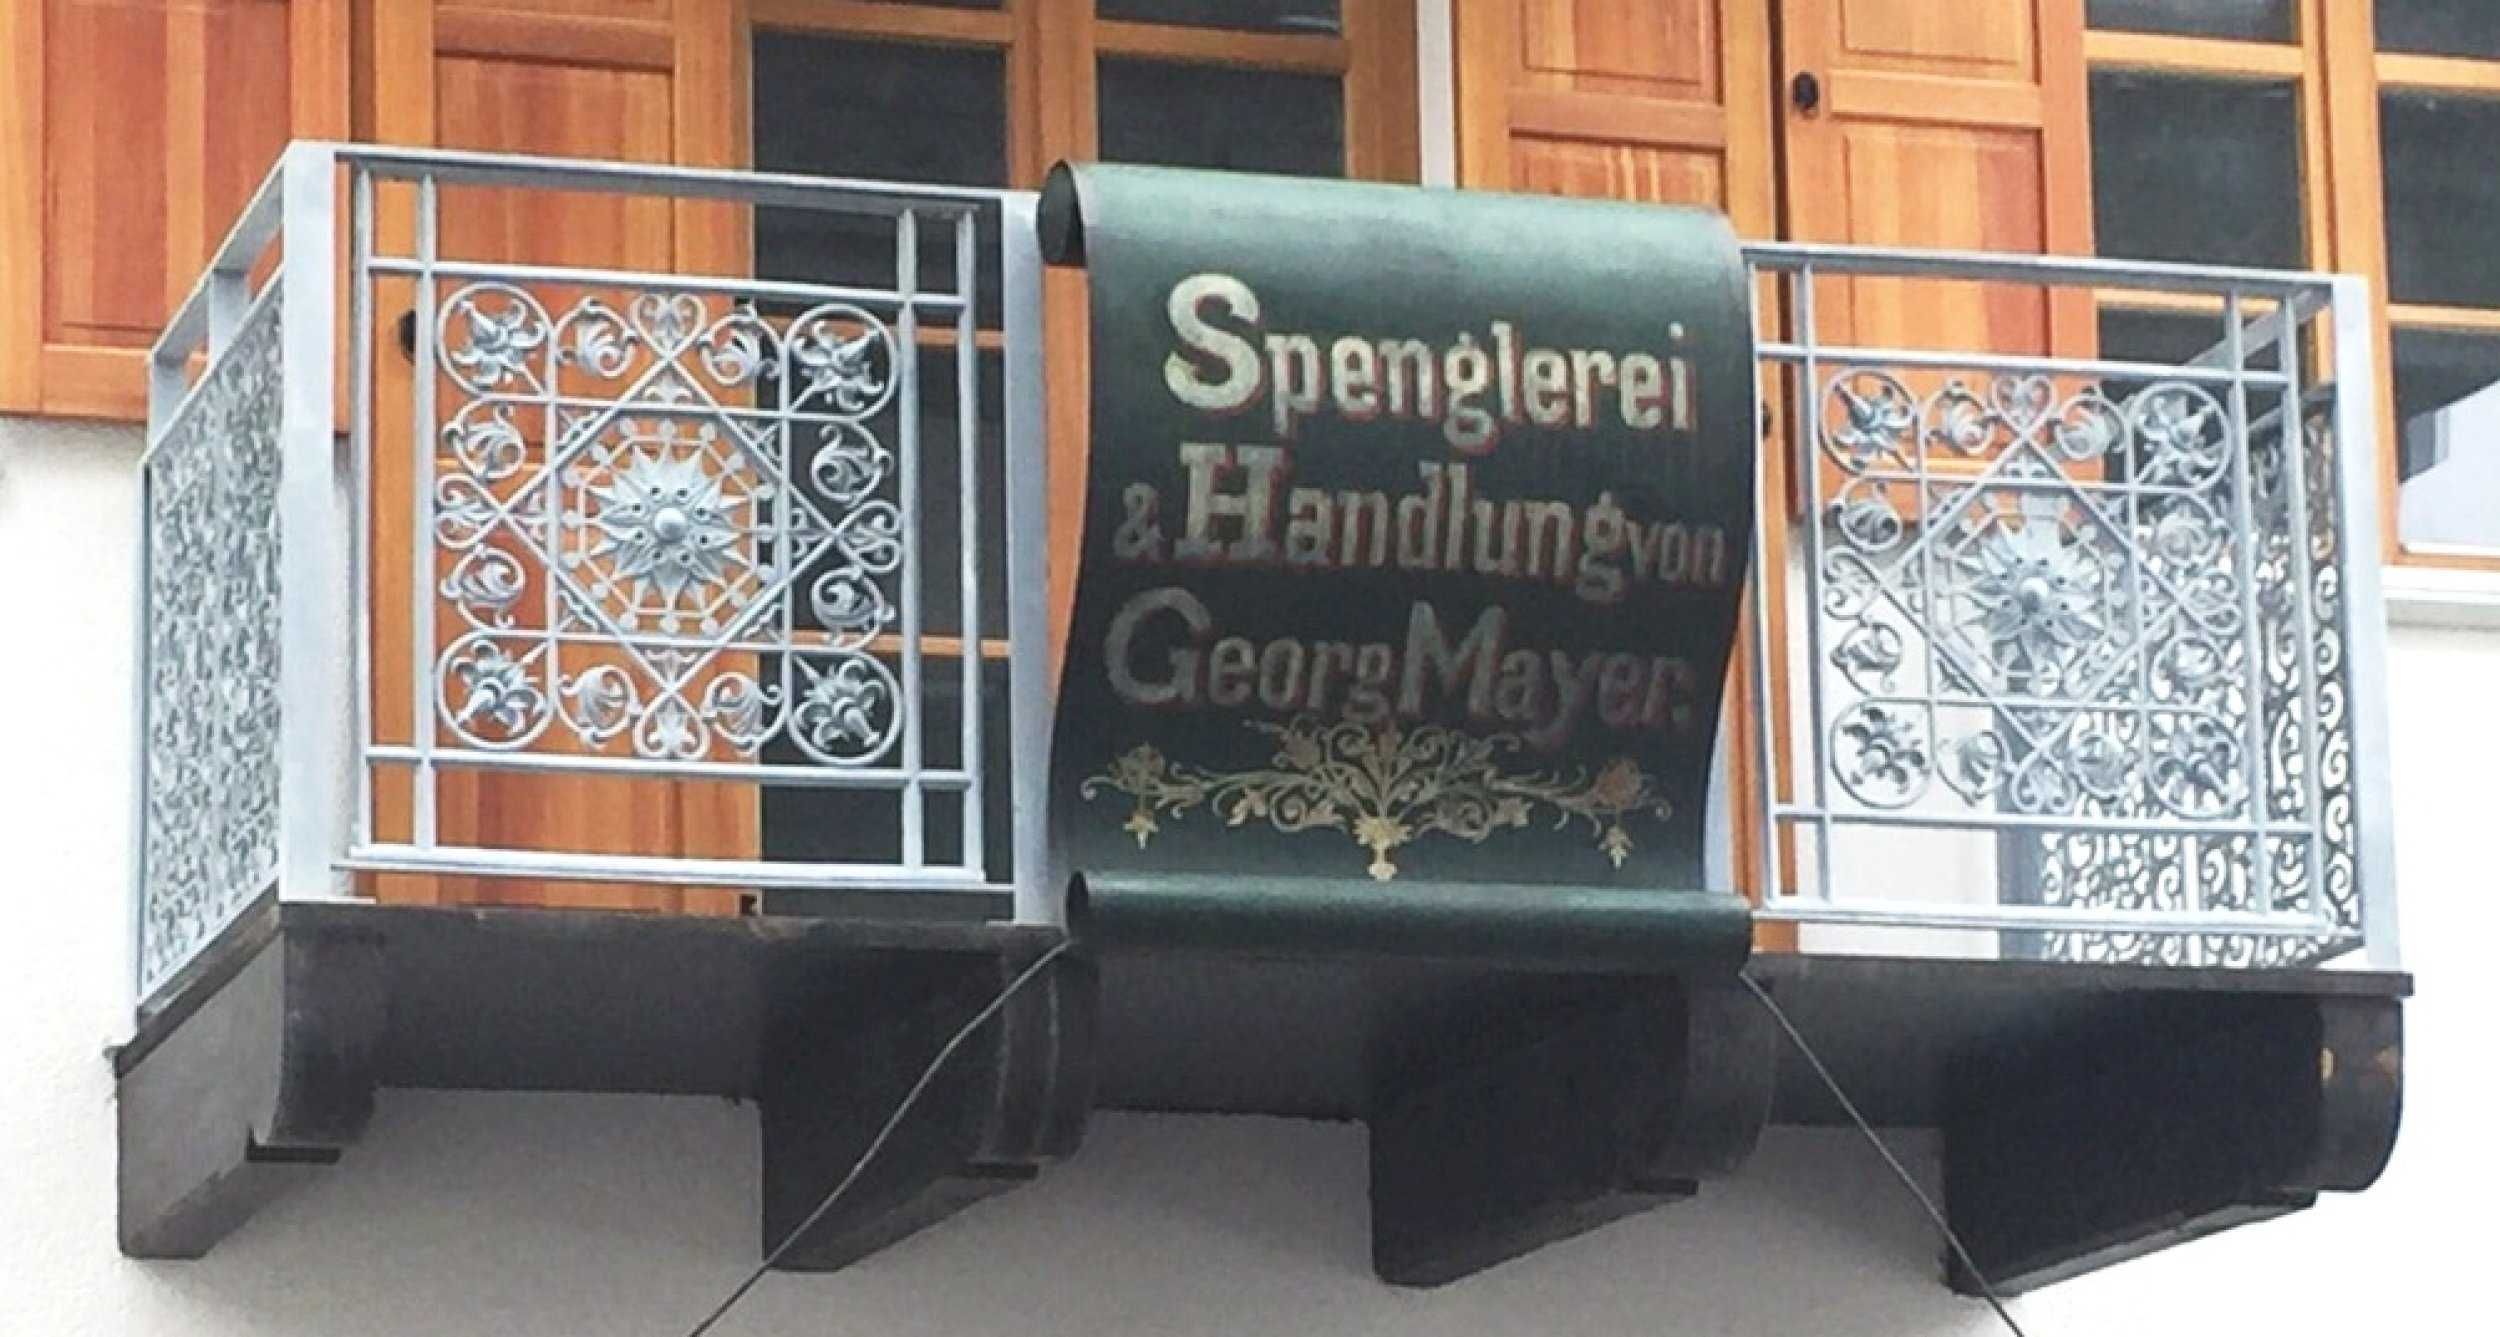 Spenglerei
& Handlung von
Georg Mayer.